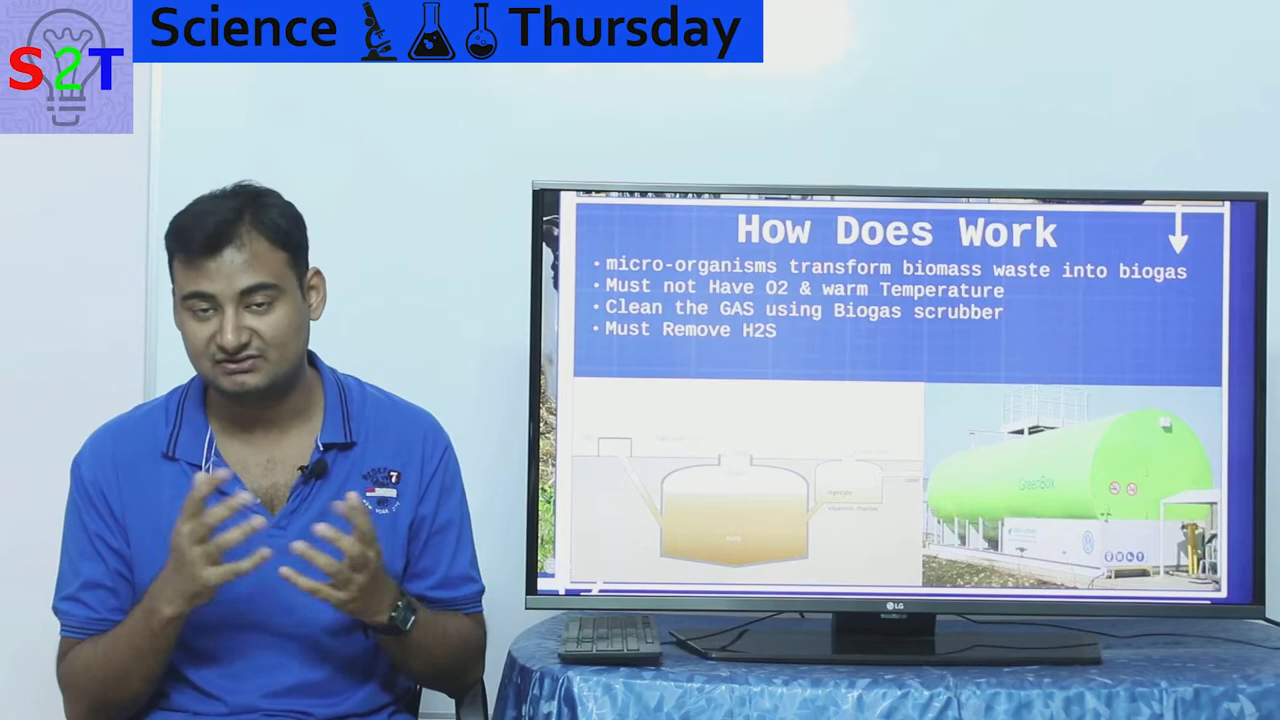 Science Thursday
S2T
How Does Work
• micro-organisms transform biomass waste into biogas
• Must not Have O2 & warm Temperature
• Clean the GAS using Biogas scrubber
• Must Remove H2S
GreenBox
LG